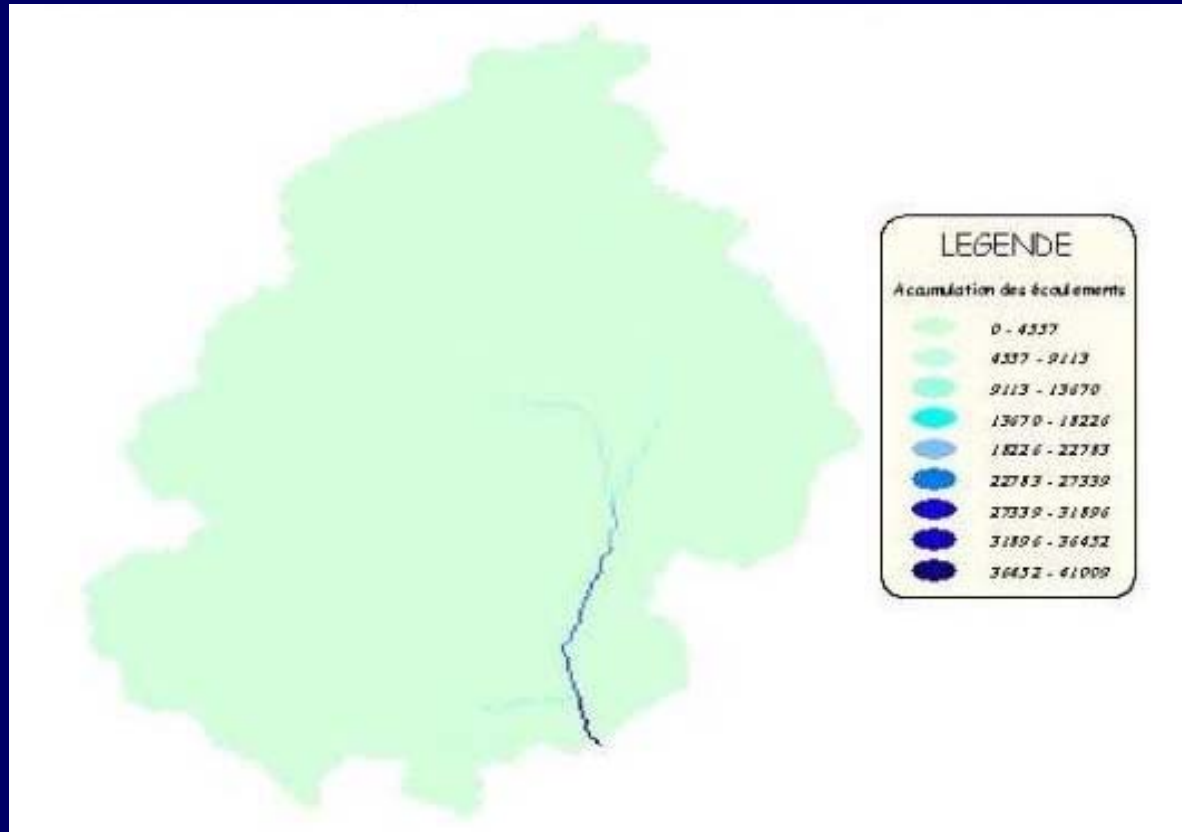 LEGENDE
Accumulation des écoulements
0 - 4557
4557 - 9113
9113 - 13670
13670 - 18226
18226 - 22783
22783 - 27339
27339 - 31896
31896 - 36452
36452 - 41009